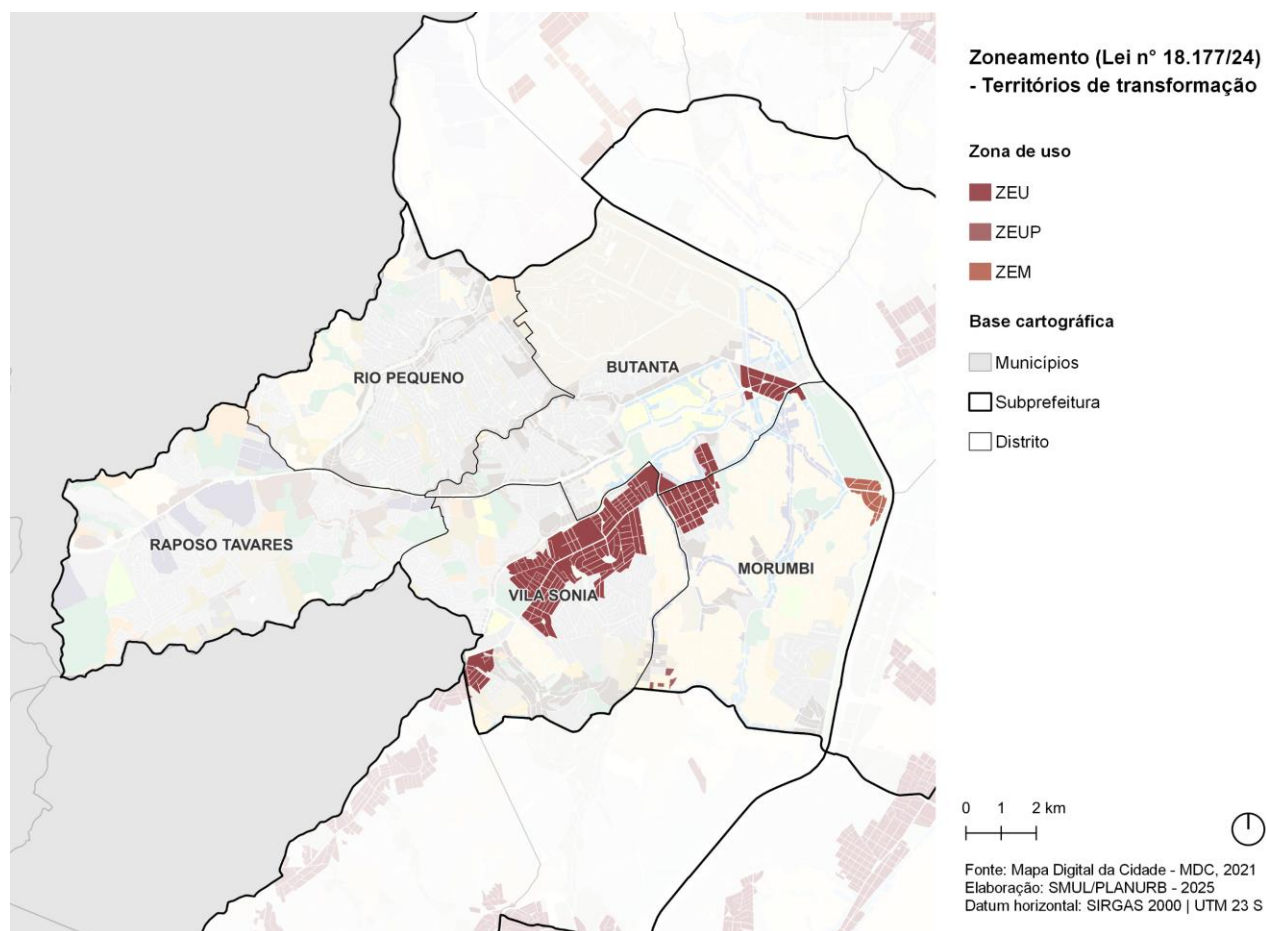 Zoneamento (Lei n° 18.177/24)
- Territórios de transformação
Zona de uso
ZEU
ZEUP
ZEM
Base cartográfica
Municípios
Subprefeitura
Distrito
RIO PEQUENO
BUTANTA
RAPOSO TAVARES
VILA SONIA
MORUMBI
0 1 2 km
Fonte: Mapa Digital da Cidade - MDC, 2021
Elaboração: SMUL/PLANURB - 2025
Datum horizontal: SIRGAS 2000 | UTM 23 S